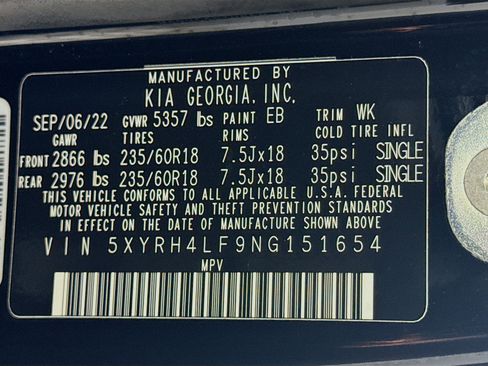 MANUFACTURED BY
KIA GEORGIA, INC.
SEP/06/22 GVWR 5357 lbs PAINT EB TRIM WK
GAWR TIRES RIMS COLD TIRE INFL
FRONT 2866 lbs 235/60R18 7.5Jx18 35psi SINGLE
REAR 2976 lbs 235/60R18 7.5Jx18 35psi SINGLE
THIS VEHICLE CONFORMS TO ALL APPLICABLE U.S.A. FEDERAL
MOTOR VEHICLE SAFETY AND THEFT PREVENTION STANDARDS
IN EFFECT ON THE DATE OF MANUFACTURE SHOWN ABOVE
VIN 5XYRH4LF9NG151654
MPV